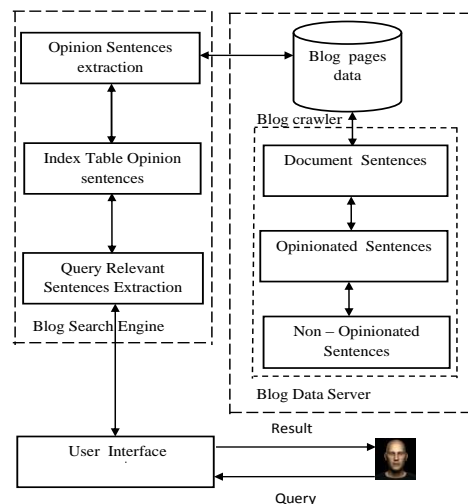 Opinion Sentences
extraction
Index Table Opinion
sentences
Query Relevant
Sentences Extraction
Blog Search Engine
Blog pages
data
Blog crawler
Document Sentences
Opinionated Sentences
Non – Opinionated
Sentences
Blog Data Server
User Interface
Result
Query